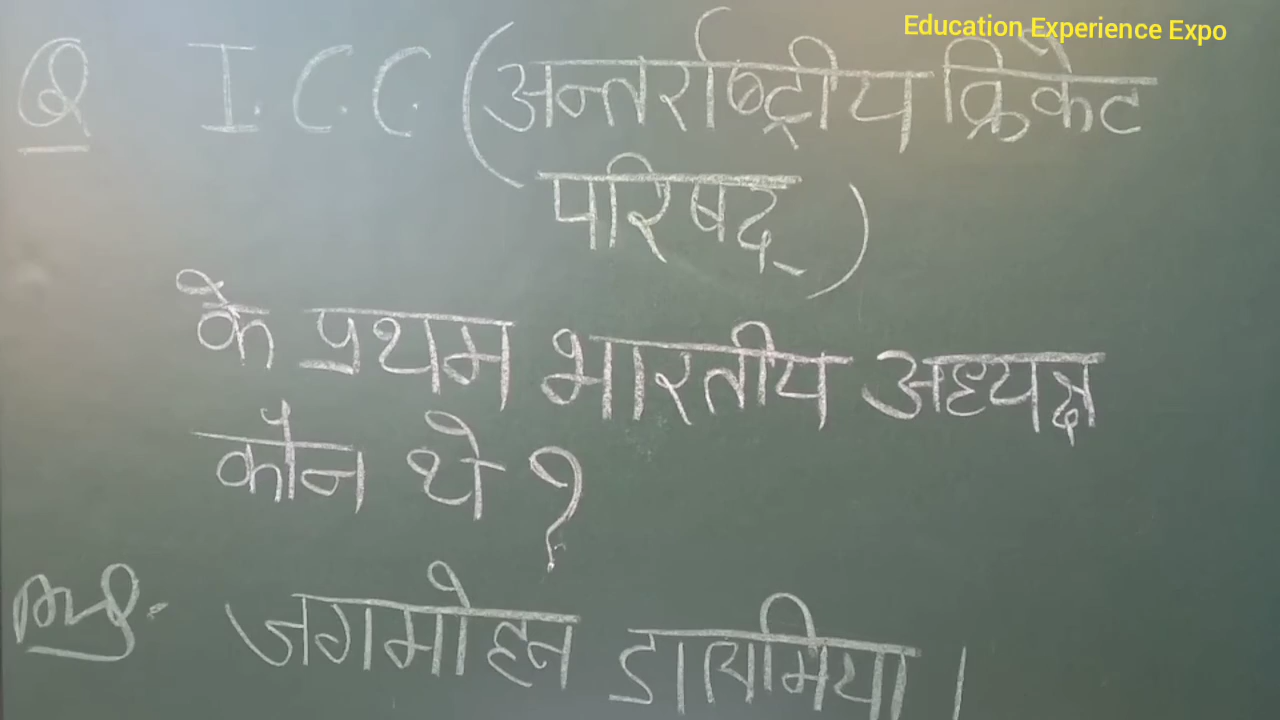 Education Experience Expo
Q I.C.C. (अन्तर्राष्ट्रीय क्रिकेट
परिषद्)
के प्रथम भारतीय अध्यक्ष
कौन थे ?
Ans. जगमोहन डालमिया।